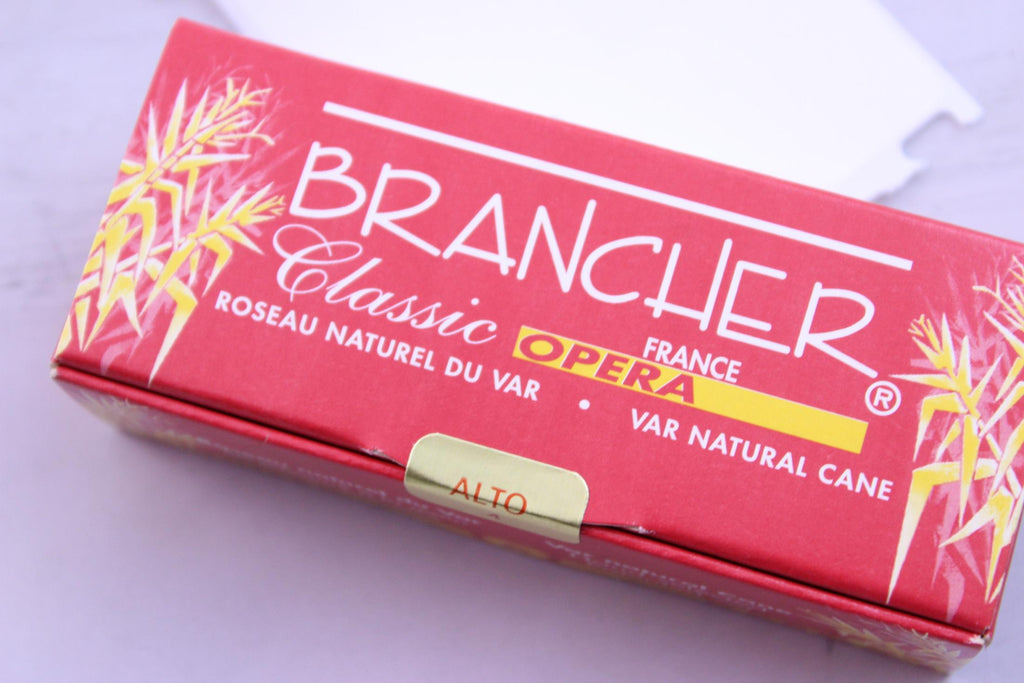 BRANCHER®
Classic
FRANCE
OPERA
ROSEAU NATUREL DU VAR • VAR NATURAL CANE
ALTO